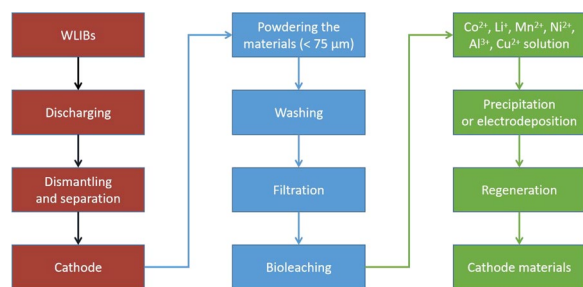 WLIBs
Discharging
Dismantling
and separation
Cathode
Powdering the
materials (< 75 µm)
Washing
Filtration
Bioleaching
Co²⁺, Li⁺, Mn²⁺, Ni²⁺,
Al³⁺, Cu²⁺ solution
Precipitation
or electrodeposition
Regeneration
Cathode materials